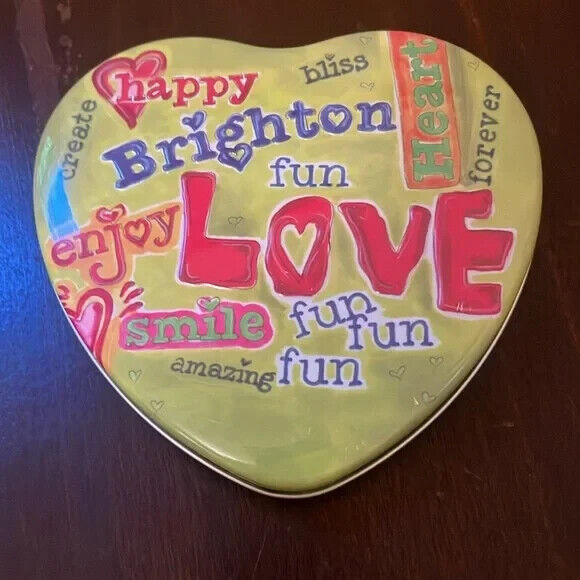 happy
bliss
Heart
create
Brighton
forever
fun
enjoy
LOVE
smile
fun
fun
amazing
fun